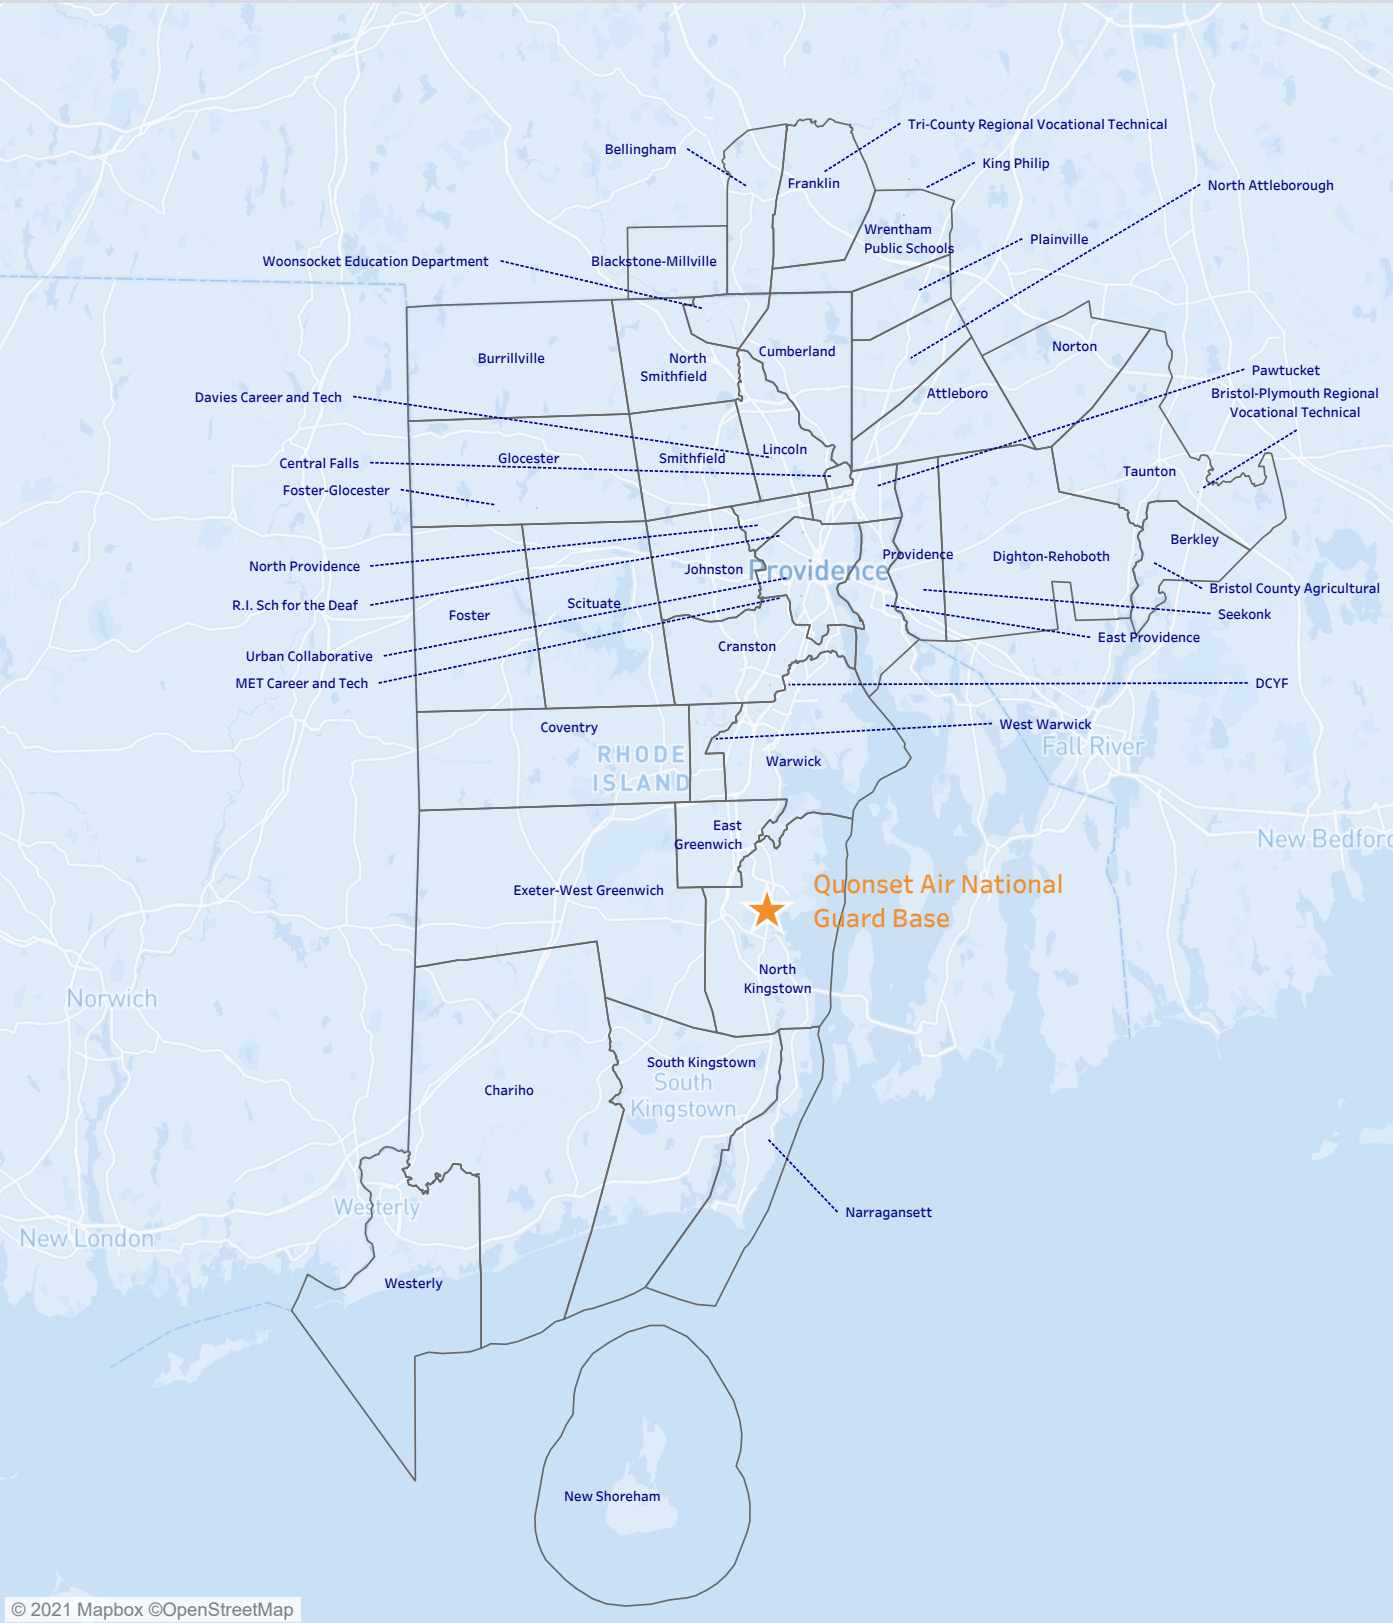 Tri-County Regional Vocational Technical
Bellingham
King Philip
Franklin
North Attleborough
Wrentham
Public Schools
Plainville
Woonsocket Education Department
Blackstone-Millville
Burrillville
North
Smithfield
Cumberland
Norton
Pawtucket
Bristol-Plymouth Regional
Vocational Technical
Davies Career and Tech
Attleboro
Central Falls
Glocester
Smithfield
Lincoln
Taunton
Foster-Glocester
Berkley
North Providence
Johnston
Providence
Providence
Dighton-Rehoboth
Bristol County Agricultural
R.I. Sch for the Deaf
Foster
Scituate
Seekonk
East Providence
Urban Collaborative
Cranston
MET Career and Tech
DCYF
Coventry
West Warwick
RHODE
ISLAND
Warwick
Fall River
East
Greenwich
New Bedford
Exeter-West Greenwich
Quonset Air National
Guard Base
North
Kingstown
Norwich
South Kingstown
South
Kingstown
Chariho
Westerly
Narragansett
New London
Westerly
New Shoreham
© 2021 Mapbox ©OpenStreetMap